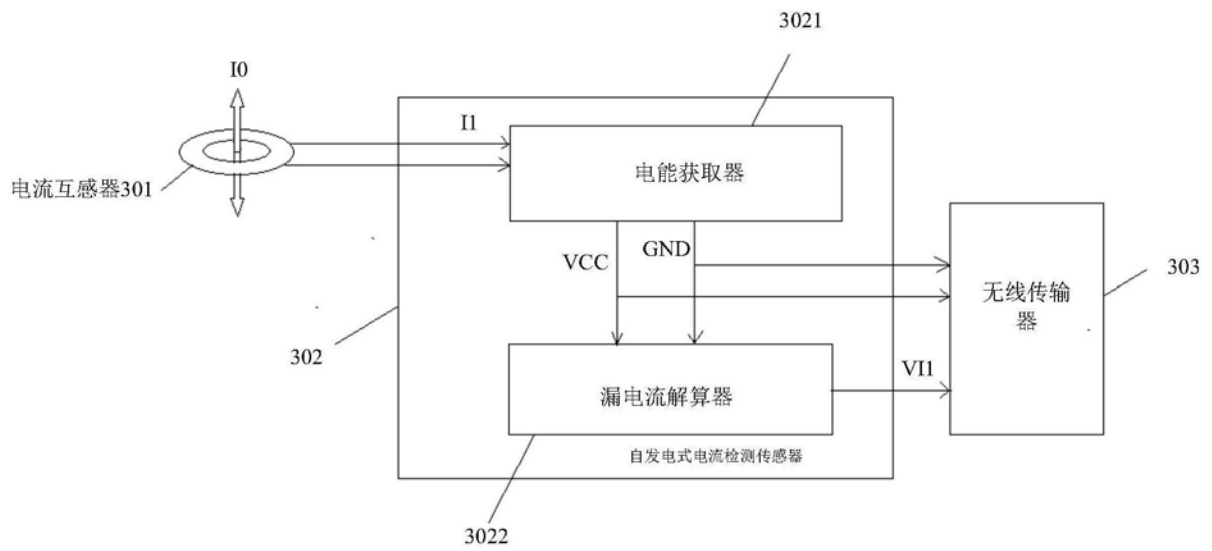 3021
I0
I1
电能获取器
电流互感器301
VCC
GND
303
无线传输
器
302
漏电流解算器
VI1
自发电式电流检测传感器
3022